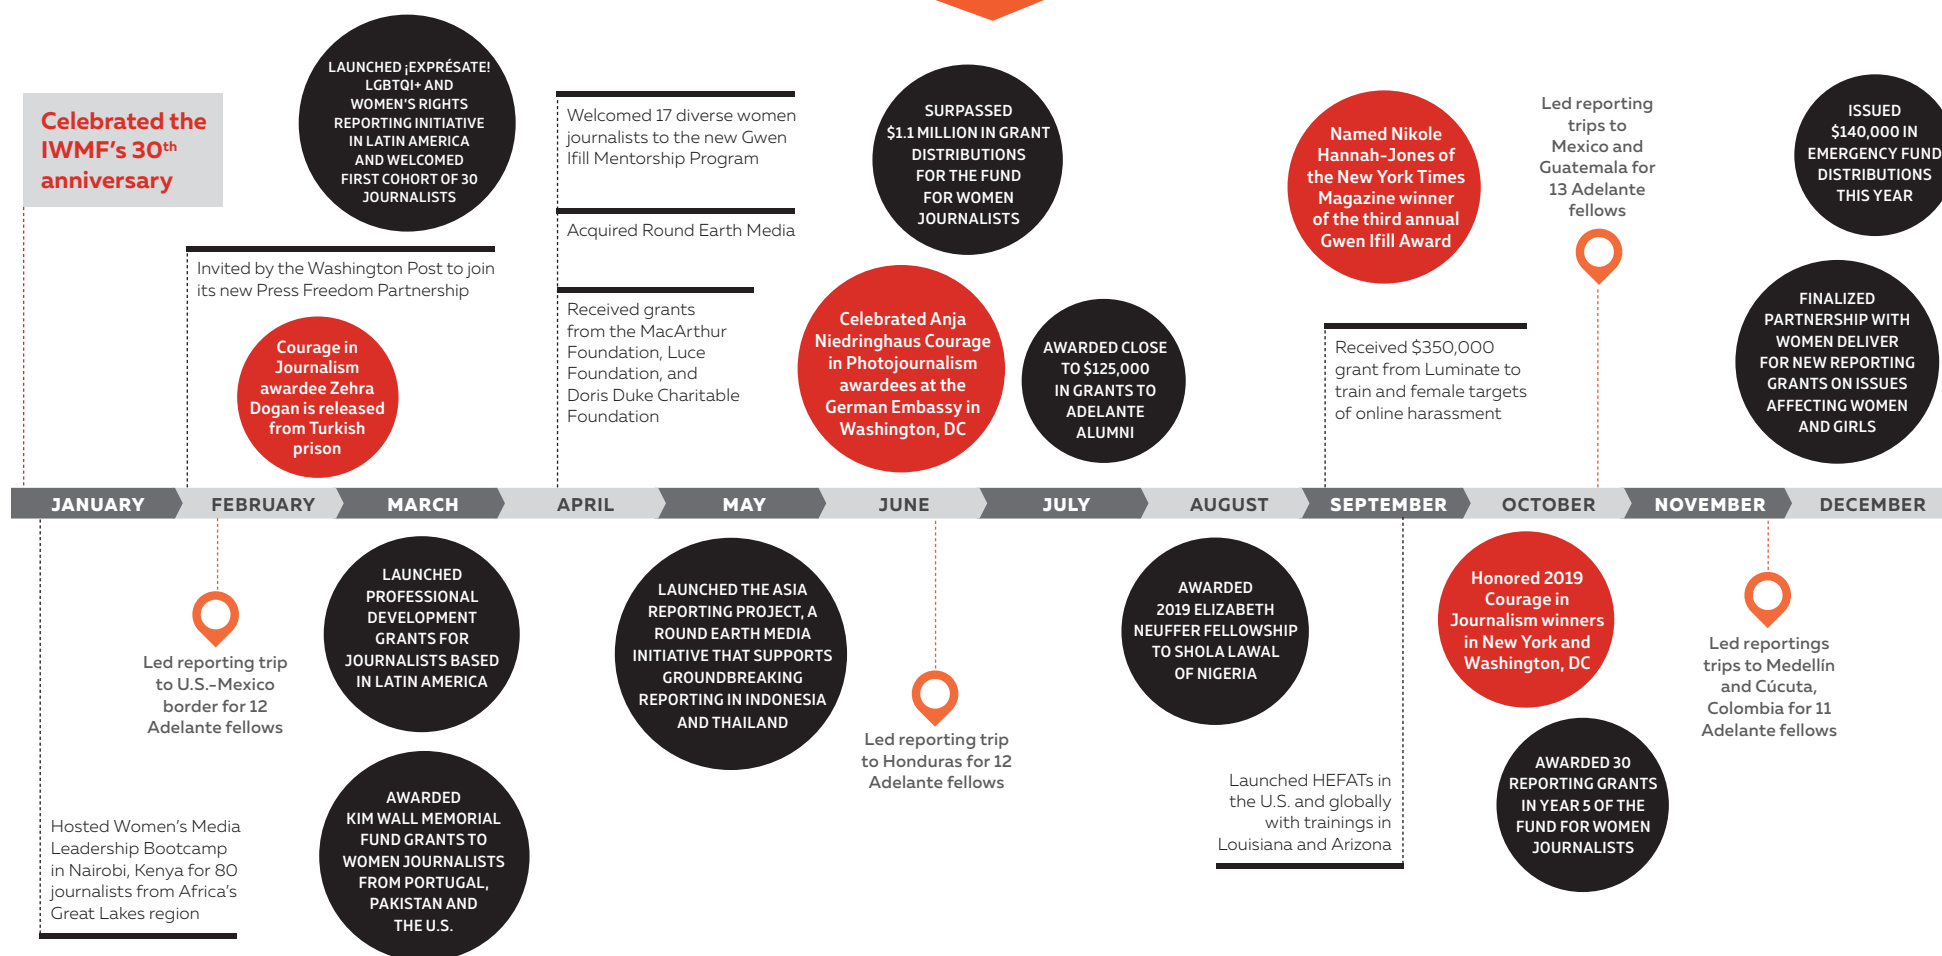 Celebrated the
IWMF's 30th
anniversary
LAUNCHED ¡EXPRÉSATE!
LGBTQI+ AND
WOMEN'S RIGHTS
REPORTING INITIATIVE
IN LATIN AMERICA
AND WELCOMED
FIRST COHORT OF 30
JOURNALISTS
Invited by the Washington Post to join
its new Press Freedom Partnership
Courage in
Journalism
awardee Zehra
Dogan is released
from Turkish
prison
Welcomed 17 diverse women
journalists to the new Gwen
Ifill Mentorship Program
Acquired Round Earth Media
Received grants
from the MacArthur
Foundation, Luce
Foundation, and
Doris Duke Charitable
Foundation
SURPASSED
$1.1 MILLION IN GRANT
DISTRIBUTIONS
FOR THE FUND
FOR WOMEN
JOURNALISTS
Celebrated Anja
Niedringhaus Courage
in Photojournalism
awardees at the
German Embassy in
Washington, DC
AWARDED CLOSE
TO $125,000
IN GRANTS TO
ADELANTE
ALUMNI
Named Nikole
Hannah-Jones of
the New York Times
Magazine winner
of the third annual
Gwen Ifill Award
Received $350,000
grant from Luminate to
train and female targets
of online harassment
Led reporting
trips to
Mexico and
Guatemala for
13 Adelante
fellows
ISSUED
$140,000 IN
EMERGENCY FUND
DISTRIBUTIONS
THIS YEAR
FINALIZED
PARTNERSHIP WITH
WOMEN DELIVER
FOR NEW REPORTING
GRANTS ON ISSUES
AFFECTING WOMEN
AND GIRLS
JANUARY FEBRUARY MARCH APRIL MAY JUNE JULY AUGUST SEPTEMBER OCTOBER NOVEMBER DECEMBER
Hosted Women's Media
Leadership Bootcamp
in Nairobi, Kenya for 80
journalists from Africa's
Great Lakes region
Led reporting trip
to U.S.-Mexico
border for 12
Adelante fellows
LAUNCHED
PROFESSIONAL
DEVELOPMENT
GRANTS FOR
JOURNALISTS BASED
IN LATIN AMERICA
AWARDED
KIM WALL MEMORIAL
FUND GRANTS TO
WOMEN JOURNALISTS
FROM PORTUGAL,
PAKISTAN AND
THE U.S.
LAUNCHED THE ASIA
REPORTING PROJECT, A
ROUND EARTH MEDIA
INITIATIVE THAT SUPPORTS
GROUNDBREAKING
REPORTING IN INDONESIA
AND THAILAND
Led reporting trip
to Honduras for 12
Adelante fellows
AWARDED
2019 ELIZABETH
NEUFFER FELLOWSHIP
TO SHOLA LAWAL
OF NIGERIA
Launched HEFATs in
the U.S. and globally
with trainings in
Louisiana and Arizona
Honored 2019
Courage in
Journalism winners
in New York and
Washington, DC
AWARDED 30
REPORTING GRANTS
IN YEAR 5 OF THE
FUND FOR WOMEN
JOURNALISTS
Led reportings
trips to Medellín
and Cúcuta,
Colombia for 11
Adelante fellows